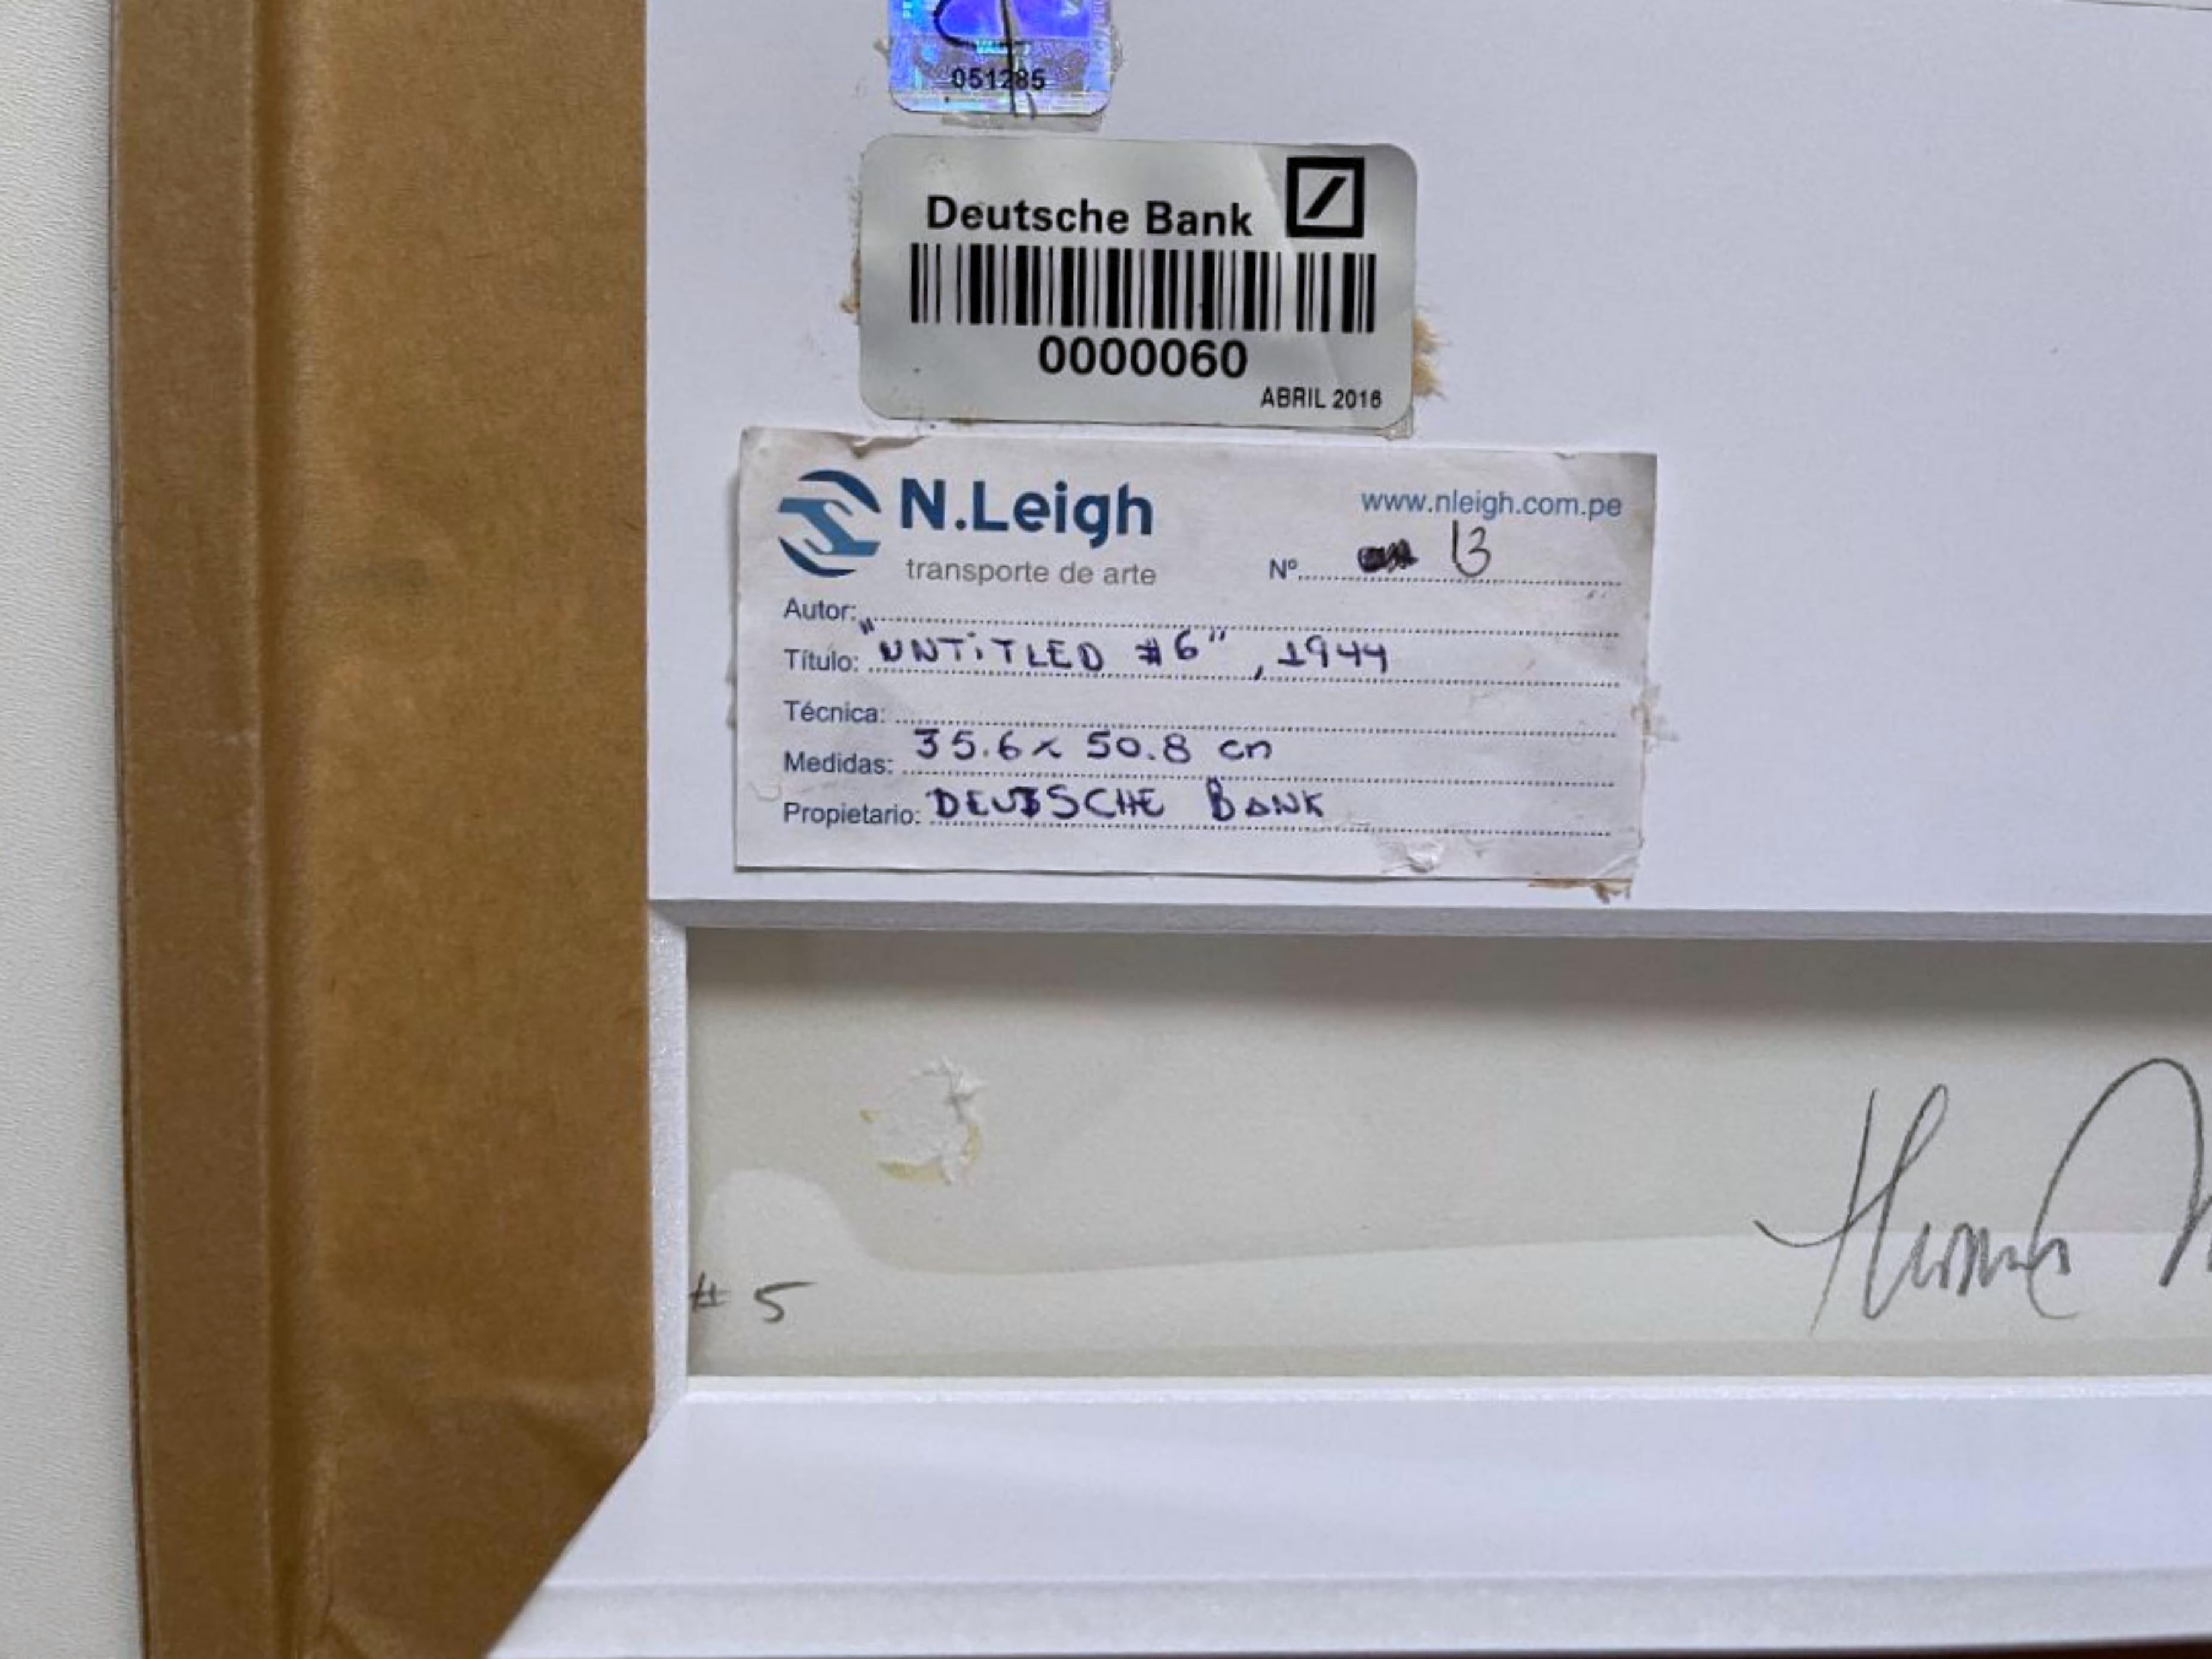 051285
Deutsche Bank
0000060
ABRIL 2016
N.Leigh
www.nleigh.com.pe
transporte de arte
Nº 13
Autor:
Título: "UNTiTLED #6", 1944
Técnica:
Medidas: 35.6 x 50.8 cn
Propietario: DEUTSCHE BANK
# 5